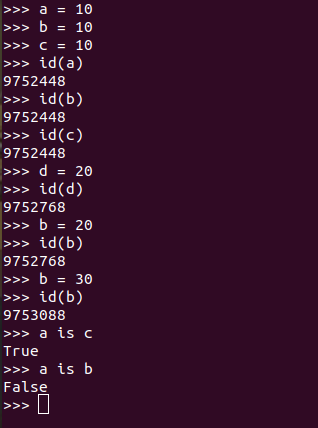 >>> a = 10
>>> b = 10
>>> c = 10
>>> id(a)
9752448
>>> id(b)
9752448
>>> id(c)
9752448
>>> d = 20
>>> id(d)
9752768
>>> b = 20
>>> id(b)
9752768
>>> b = 30
>>> id(b)
9753088
>>> a is c
True
>>> a is b
False
>>>